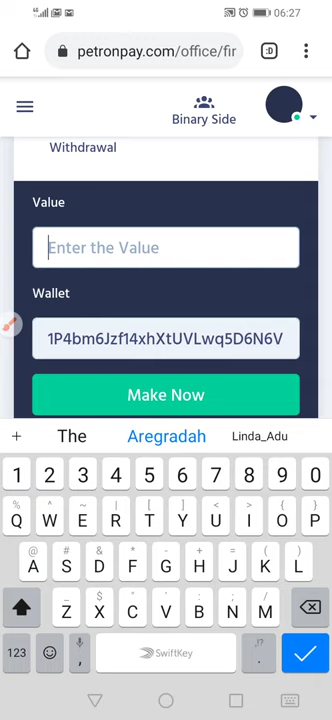 06:27
petronpay.com/office/fir
:D
Binary Side
Withdrawal
Value
Enter the Value
Wallet
1P4bm6Jzf14xhXtUVLwq5D6N6V
Make Now
+ The Aregradah Linda_Adu
1 2 3 4 5 6 7 8 9 0
% ^ ~ | [ ] < > { }
Q W E R T Y U I O P
@ # & * - + = ( )
A S D F G H J K L
_ $ " ' : ; /
Z X C V B N M
123 , SwiftKey ,!? .